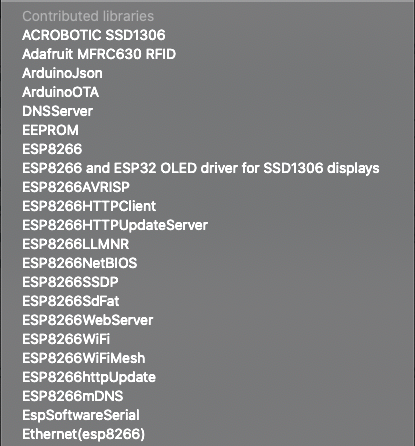 Contributed libraries
ACROBOTIC SSD1306
Adafruit MFRC630 RFID
ArduinoJson
ArduinoOTA
DNSServer
EEPROM
ESP8266
ESP8266 and ESP32 OLED driver for SSD1306 displays
ESP8266AVRISP
ESP8266HTTPClient
ESP8266HTTPUpdateServer
ESP8266LLMNR
ESP8266NetBIOS
ESP8266SSDP
ESP8266SdFat
ESP8266WebServer
ESP8266WiFi
ESP8266WiFiMesh
ESP8266httpUpdate
ESP8266mDNS
EspSoftwareSerial
Ethernet(esp8266)